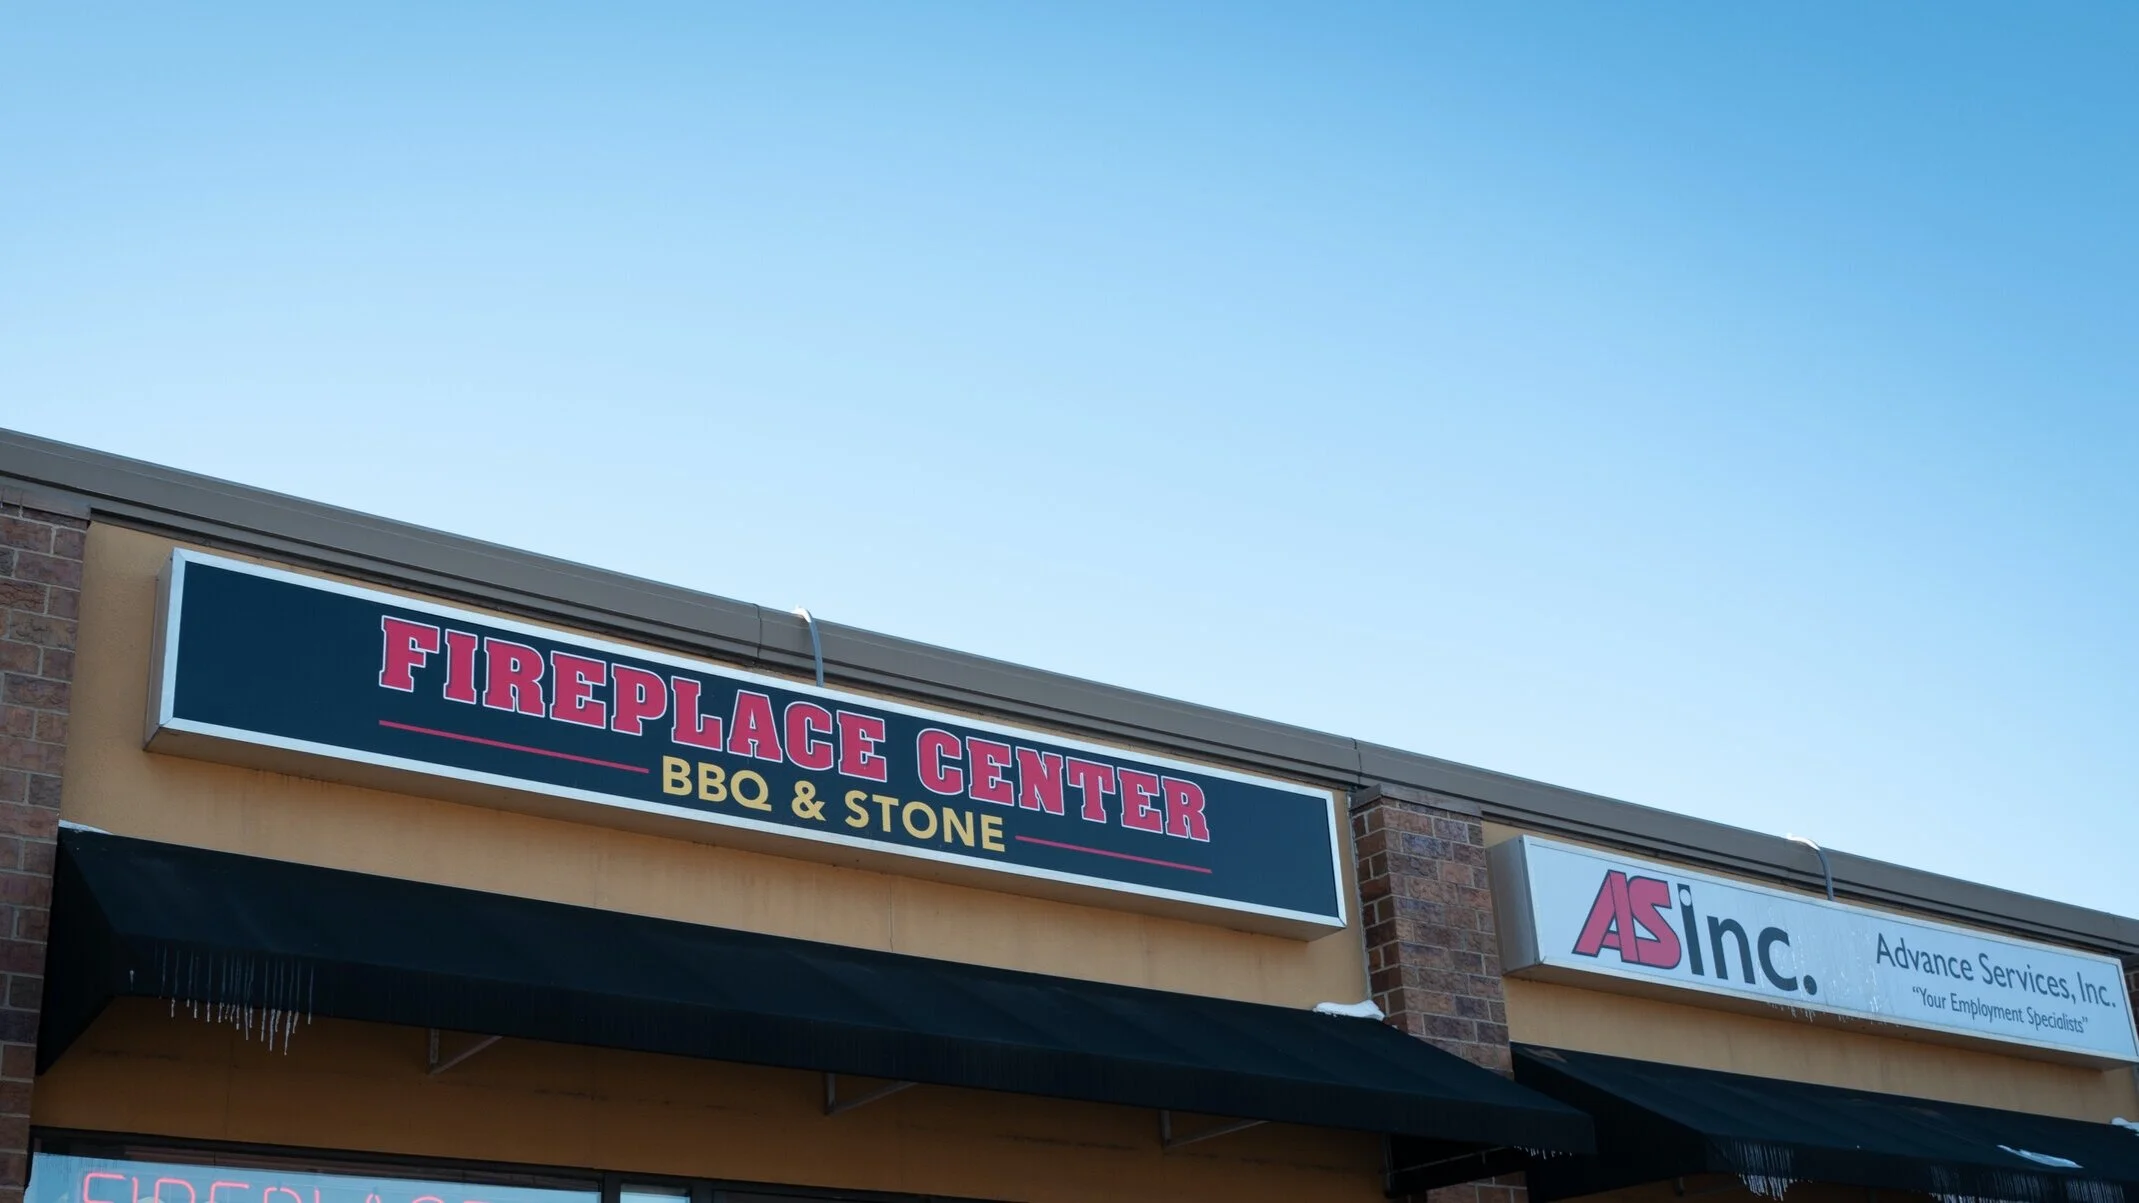 FIREPLACE CENTER
BBQ & STONE
ASinc.
Advance Services, Inc.
"Your Employment Specialists"